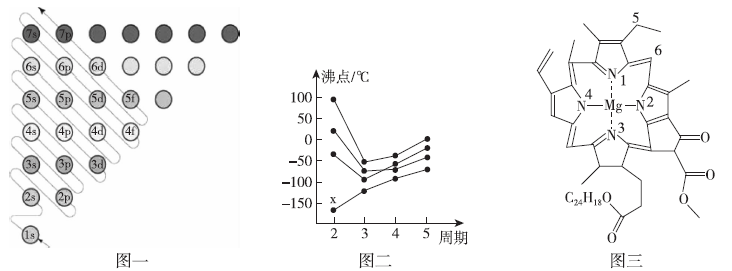 7s 7p
6s 6p 6d
5s 5p 5d 5f
4s 4p 4d 4f
3s 3p 3d
2s 2p
1s
图一
沸点/℃
100
50
0
−50
−100
−150
x
2 3 4 5 周期
图二
5
6
N 1
4 N Mg N 2
N 3
O
O
O
C₂₄H₁₈O
O
图三